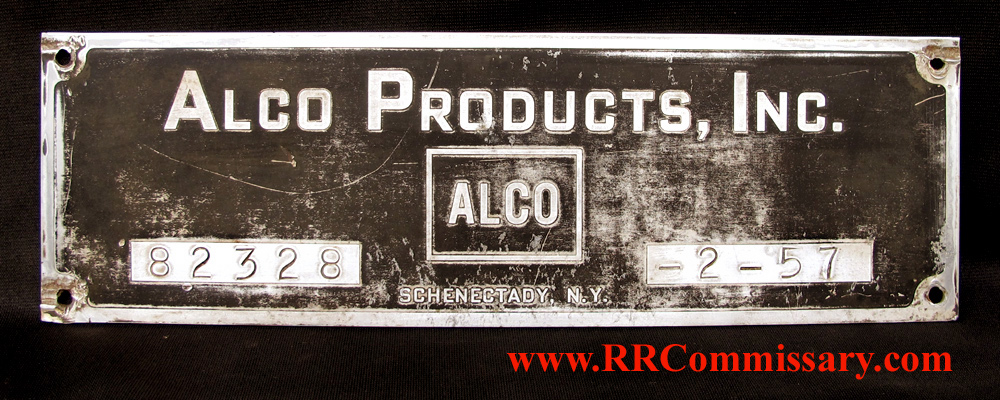 ALCO PRODUCTS, INC.
ALCO
82328
-2-57
SCHENECTADY, N.Y.
www.RRCommissary.com